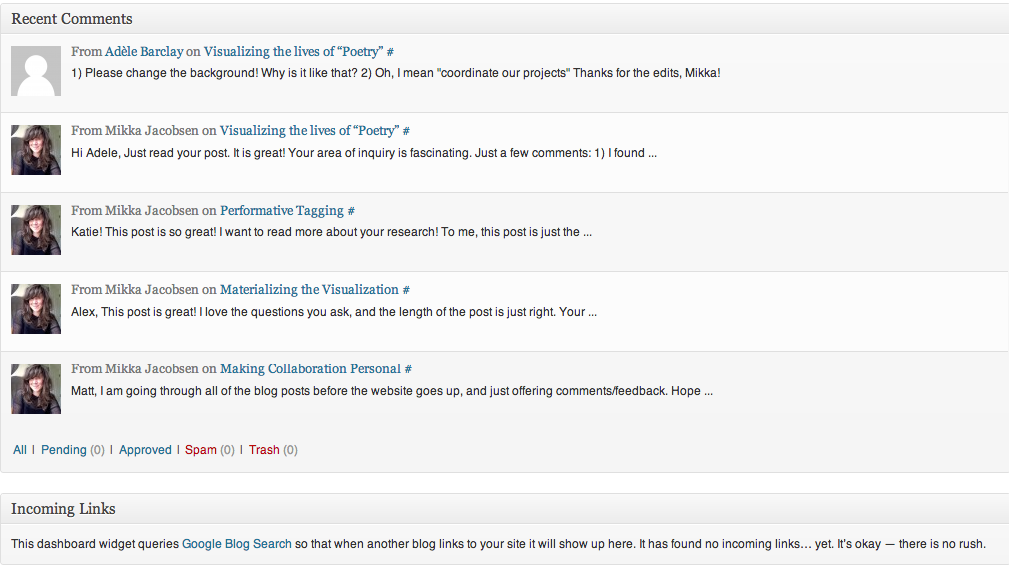 Recent Comments
From Adèle Barclay on Visualizing the lives of “Poetry” #
1) Please change the background! Why is it like that? 2) Oh, I mean "coordinate our projects" Thanks for the edits, Mikka!
From Mikka Jacobsen on Visualizing the lives of “Poetry” #
Hi Adele, Just read your post. It is great! Your area of inquiry is fascinating. Just a few comments: 1) I found ...
From Mikka Jacobsen on Performative Tagging #
Katie! This post is so great! I want to read more about your research! To me, this post is just the ...
From Mikka Jacobsen on Materializing the Visualization #
Alex, This post is great! I love the questions you ask, and the length of the post is just right. Your ...
From Mikka Jacobsen on Making Collaboration Personal #
Matt, I am going through all of the blog posts before the website goes up, and just offering comments/feedback. Hope ...
All | Pending (0) | Approved | Spam (0) | Trash (0)
Incoming Links
This dashboard widget queries Google Blog Search so that when another blog links to your site it will show up here. It has found no incoming links… yet. It's okay — there is no rush.